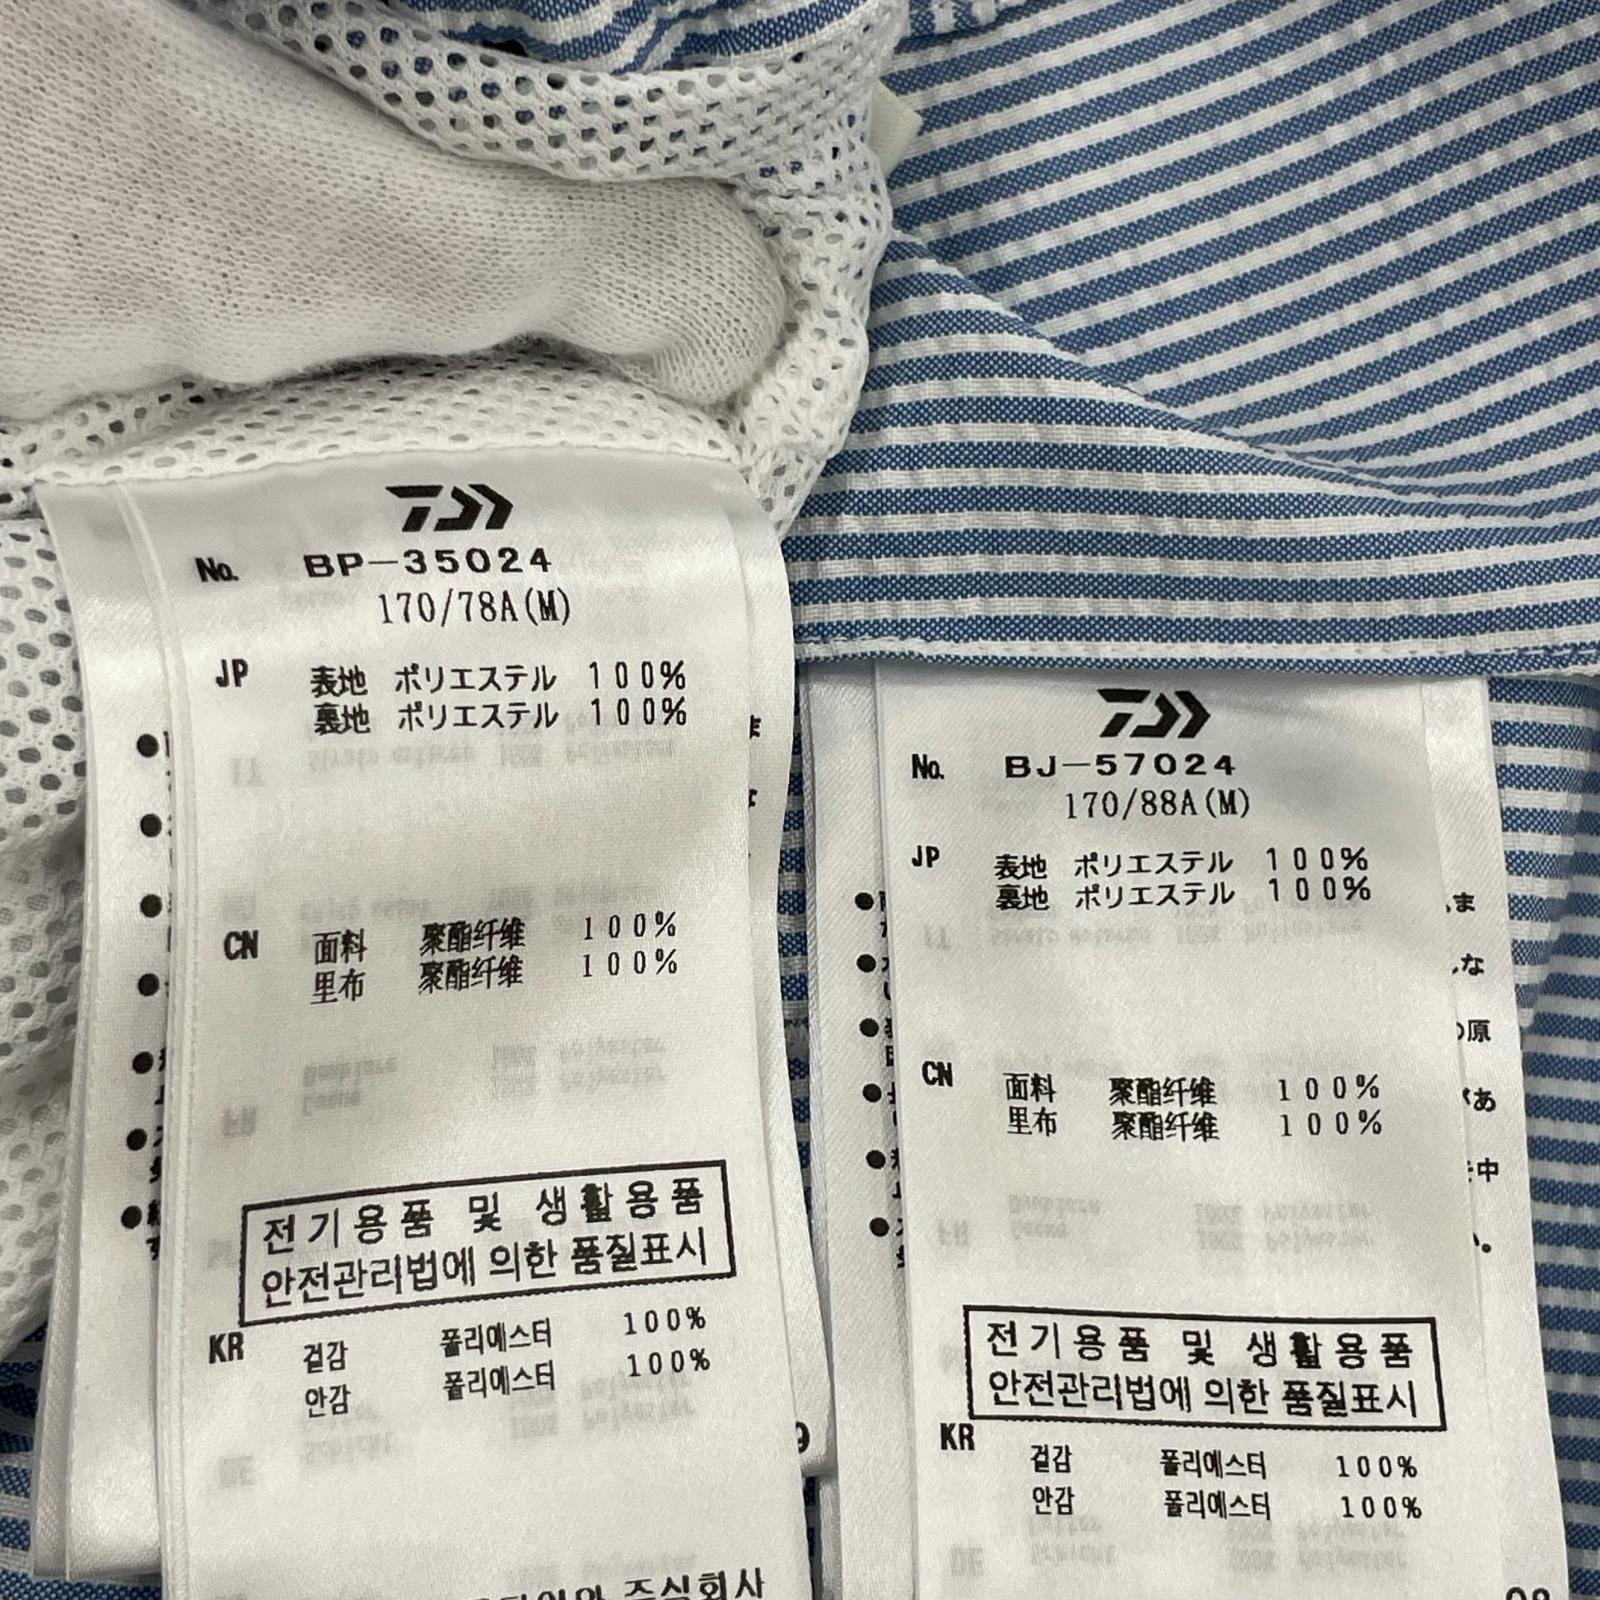 No. BP-35024
170/78A(M)
JP 表地 ポリエステル 100%
裏地 ポリエステル 100%
CN 面料 聚酯纤维 100%
里布 聚酯纤维 100%
전기용품 및 생활용품
안전관리법에 의한 품질표시
KR 겉감 폴리에스터 100%
안감 폴리에스터 100%
주식회사
No. BJ-57024
170/88A(M)
JP 表地 ポリエステル 100%
裏地 ポリエステル 100%
CN 面料 聚酯纤维 100%
里布 聚酯纤维 100%
전기용품 및 생활용품
안전관리법에 의한 품질표시
KR 겉감 폴리에스터 100%
안감 폴리에스터 100%